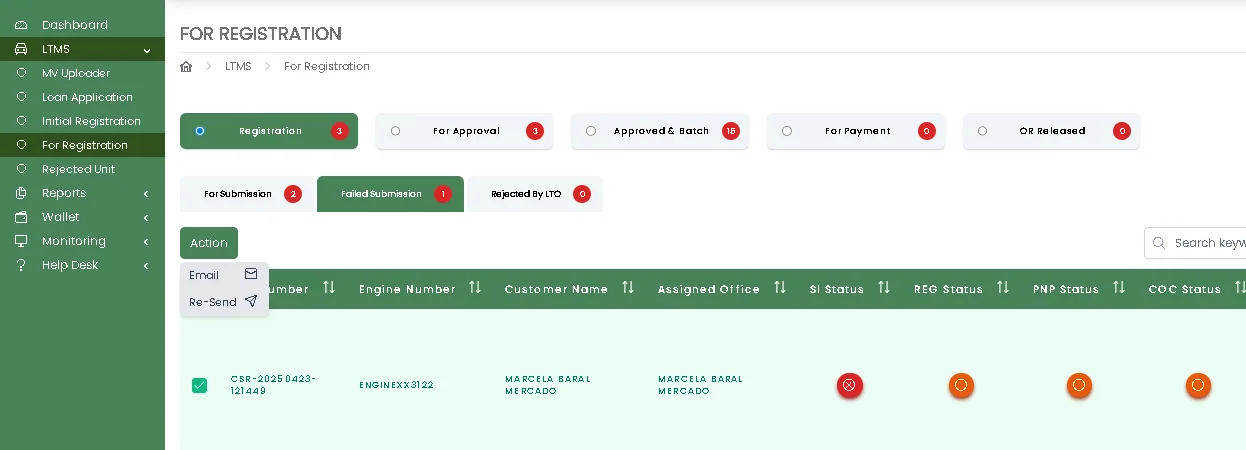 Dashboard
LTMS
MV Uploader
Loan Application
Initial Registration
For Registration
Rejected Unit
Reports
Wallet
Monitoring
Help Desk
FOR REGISTRATION
LTMS For Registration
Registration 3 For Approval 3 Approved & Batch 15 For Payment 0 OR Released 0
For Submission 2 Failed Submission 1 Rejected By LTO 0
Action
Search keyw
Email
Re-Send
umber Engine Number Customer Name Assigned Office SI Status REG Status PNP Status COC Status
CSR-20250423-
121449
ENGINEXX3122
MARCELA BARAL
MERCADO
MARCELA BARAL
MERCADO